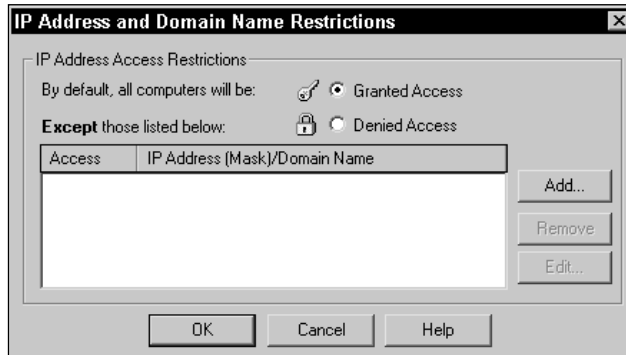 IP Address and Domain Name Restrictions
IP Address Access Restrictions
By default, all computers will be: Granted Access
Except those listed below: Denied Access
Access IP Address (Mask)/Domain Name
Add...
Remove
Edit...
OK Cancel Help